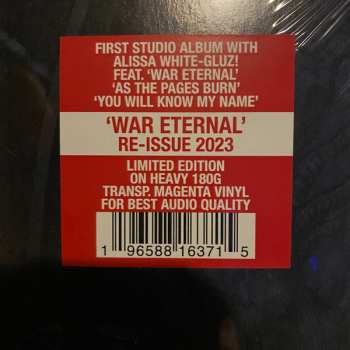 FIRST STUDIO ALBUM WITH
ALISSA WHITE-GLUZ!
FEAT. ‘WAR ETERNAL’
‘AS THE PAGES BURN’
‘YOU WILL KNOW MY NAME’
‘WAR ETERNAL’
RE-ISSUE 2023
LIMITED EDITION
ON HEAVY 180G
TRANSP. MAGENTA VINYL
FOR BEST AUDIO QUALITY
1 96588 16371 5